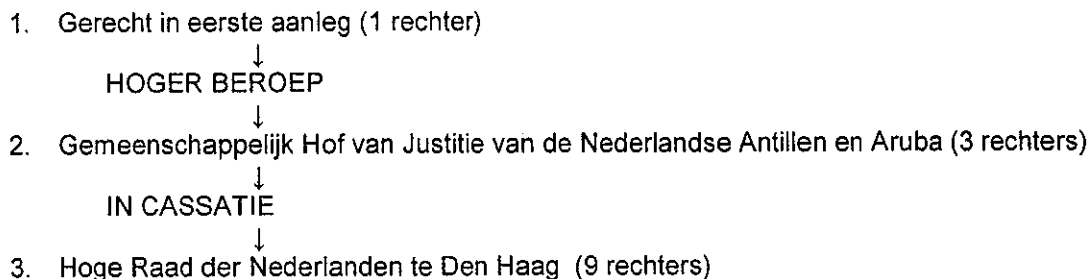 1. Gerecht in eerste aanleg (1 rechter)
↓
HOGER BEROEP
↓
2. Gemeenschappelijk Hof van Justitie van de Nederlandse Antillen en Aruba (3 rechters)
↓
IN CASSATIE
↓
3. Hoge Raad der Nederlanden te Den Haag (9 rechters)